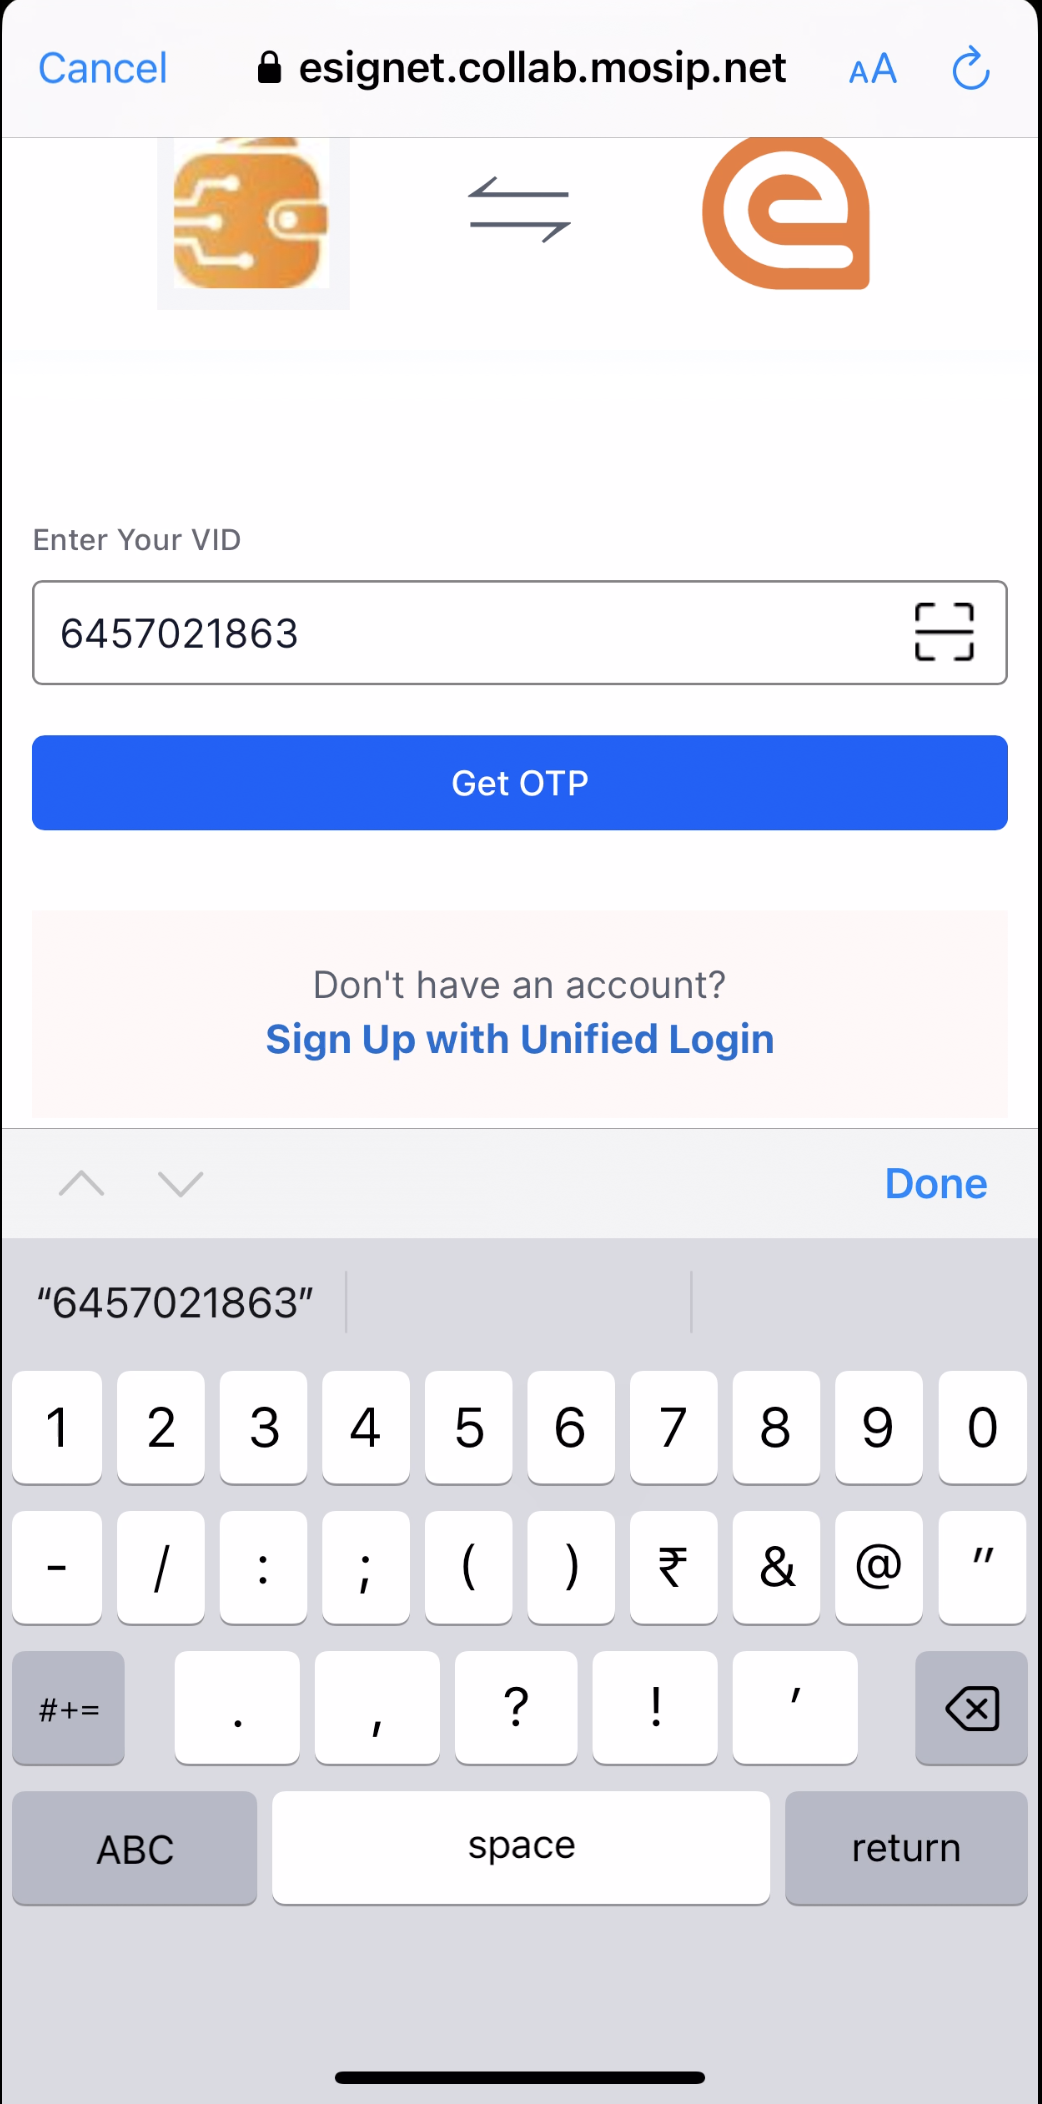 Cancel
esignet.collab.mosip.net
AA
Enter Your VID
6457021863
Get OTP
Don't have an account?
Sign Up with Unified Login
Done
“6457021863”
1 2 3 4 5 6 7 8 9 0
- / : ; ( ) ₹ & @ "
#+= . , ? ! '
ABC space return